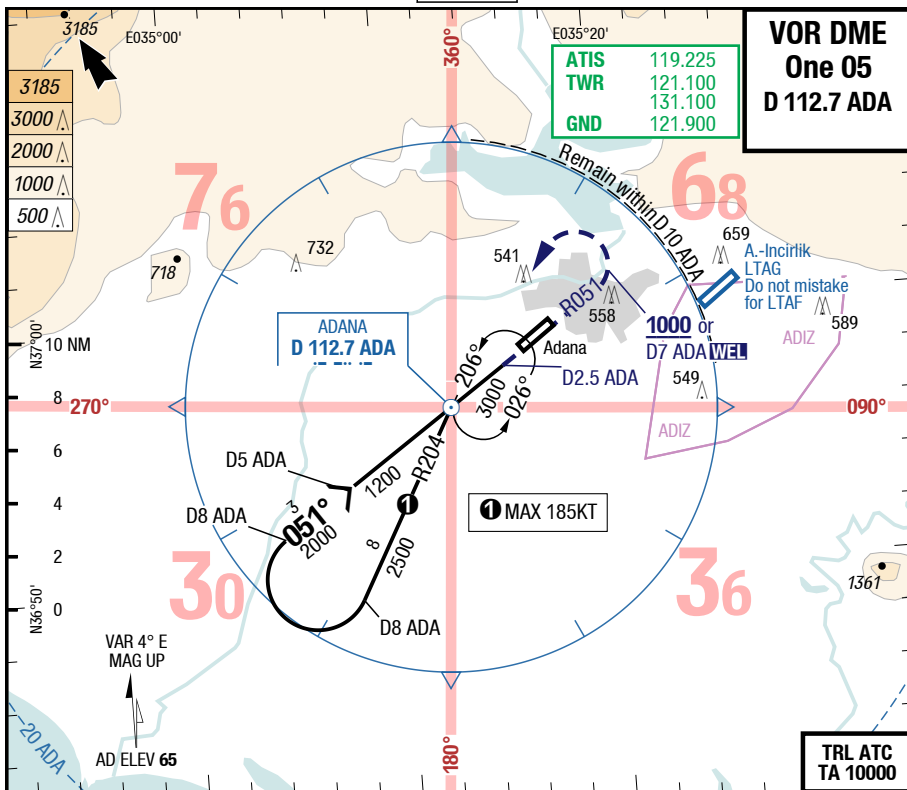 3185
E035°00'
360°
E035°20'
ATIS 119.225
TWR 121.100
131.100
GND 121.900
VOR DME
One 05
D 112.7 ADA
3185
3000
2000
1000
500
76
68
Remain within D10 ADA
732
718
541
558
659
A.-Incirlik
LTAG
Do not mistake
for LTAF
589
ADIZ
549
ADIZ
R051
1000 or
D7 ADA WEL
Adana
D2.5 ADA
ADANA
D 112.7 ADA
N37°00'
10 NM
8
6
4
2
0
N36°50'
270°
090°
206°
026°
3000
D5 ADA
1200
R204
D8 ADA
3
051°
2000
1
8
2500
D8 ADA
1 MAX 185KT
30
36
1361
VAR 4° E
MAG UP
AD ELEV 65
20 ADA
180°
TRL ATC
TA 10000